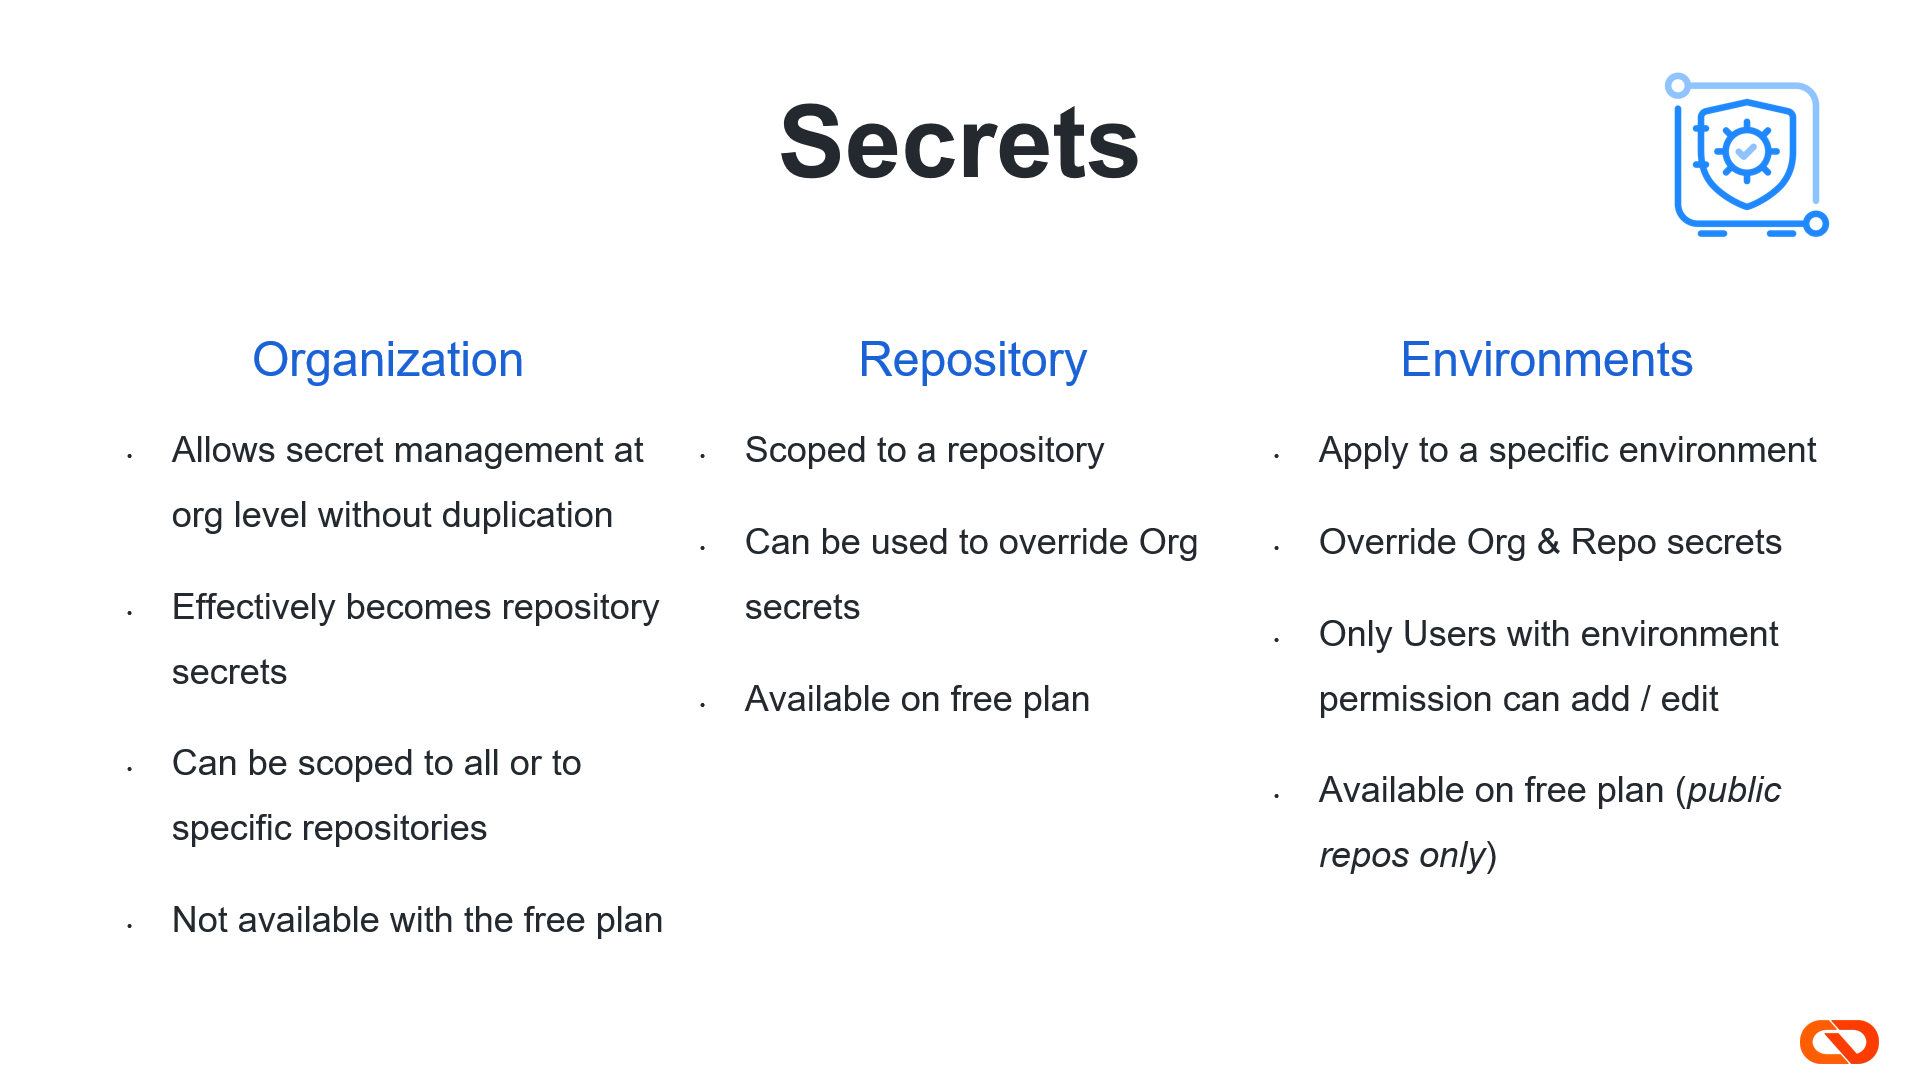 Secrets
Organization
• Allows secret management at
org level without duplication
• Effectively becomes repository
secrets
• Can be scoped to all or to
specific repositories
• Not available with the free plan
Repository
• Scoped to a repository
• Can be used to override Org
secrets
• Available on free plan
Environments
• Apply to a specific environment
• Override Org & Repo secrets
• Only Users with environment
permission can add / edit
• Available on free plan (public
repos only)